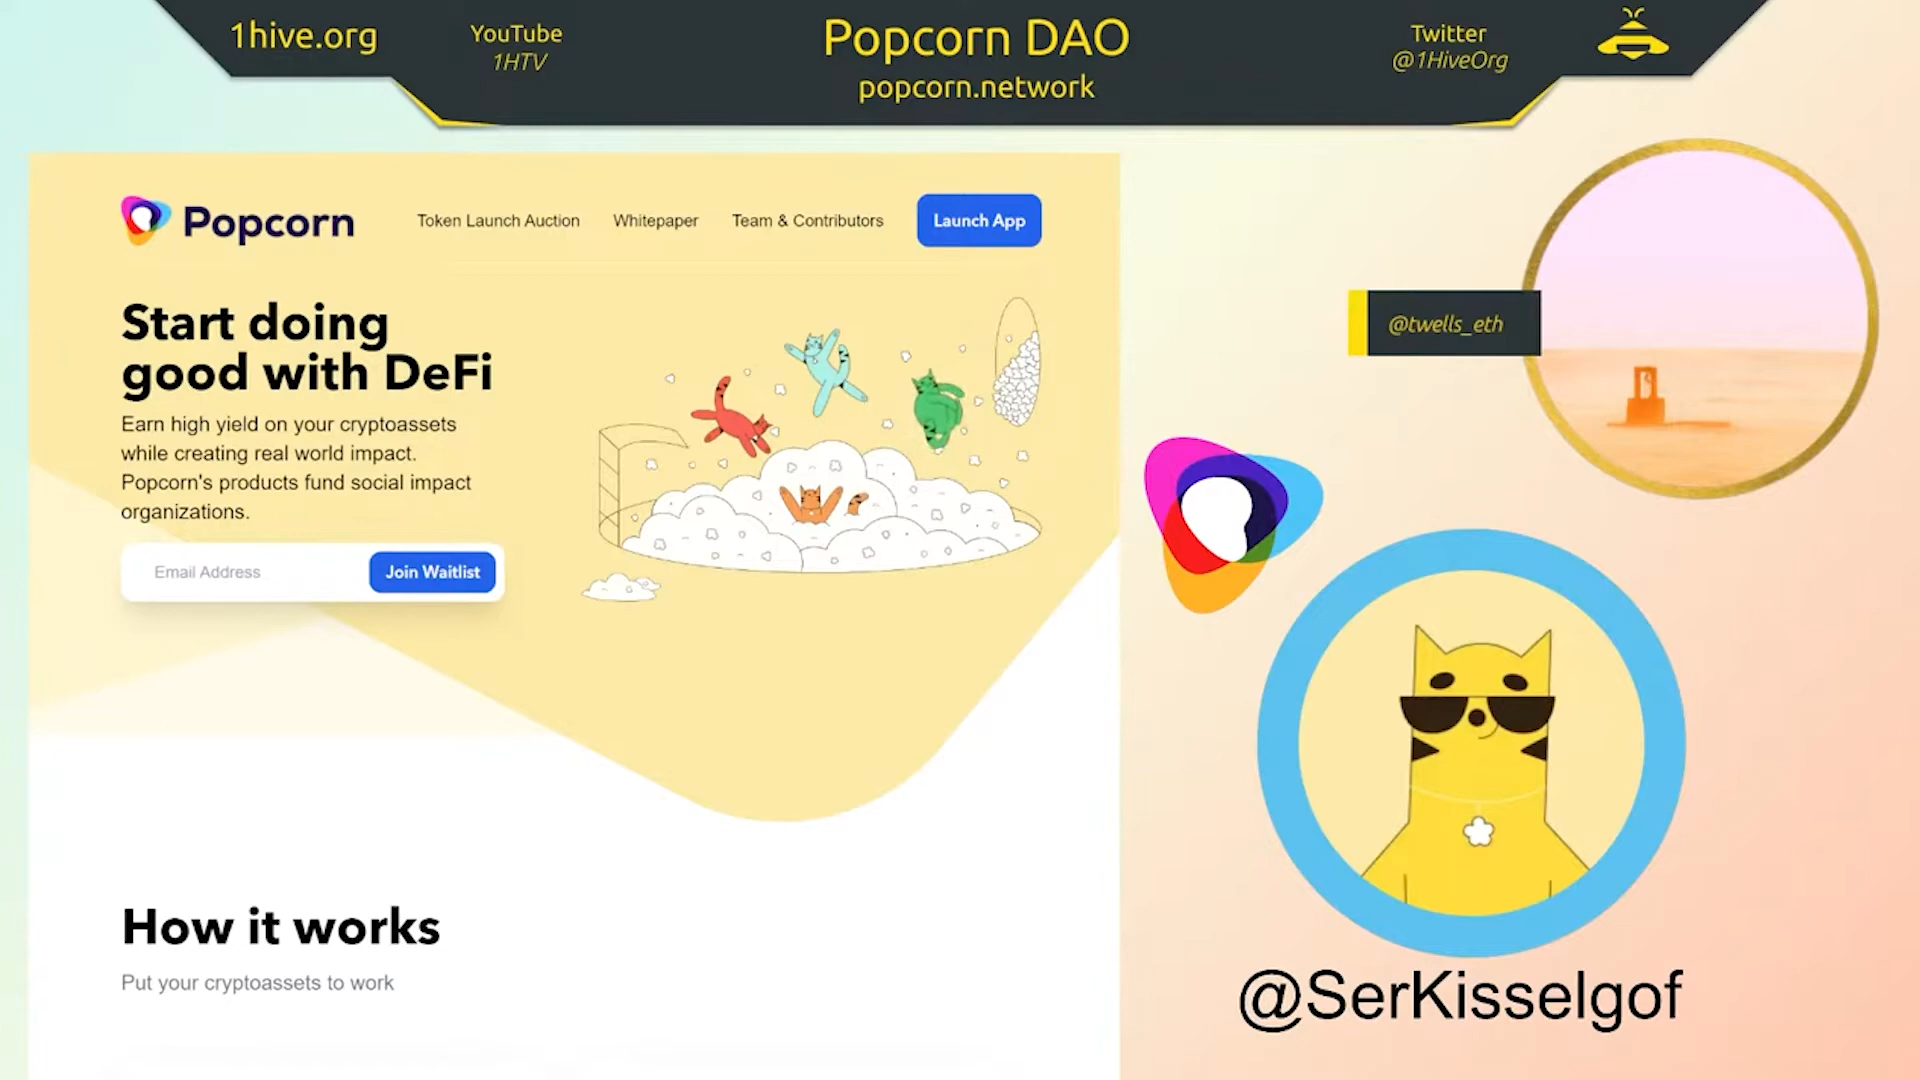 1hive.org
YouTube
1HTV
Popcorn DAO
popcorn.network
Twitter
@1HiveOrg
Popcorn
Token Launch Auction
Whitepaper
Team & Contributors
Launch App
Start doing
good with DeFi
Earn high yield on your cryptoassets
while creating real world impact.
Popcorn's products fund social impact
organizations.
Email Address
Join Waitlist
How it works
Put your cryptoassets to work
@twells_eth
@SerKisselgof